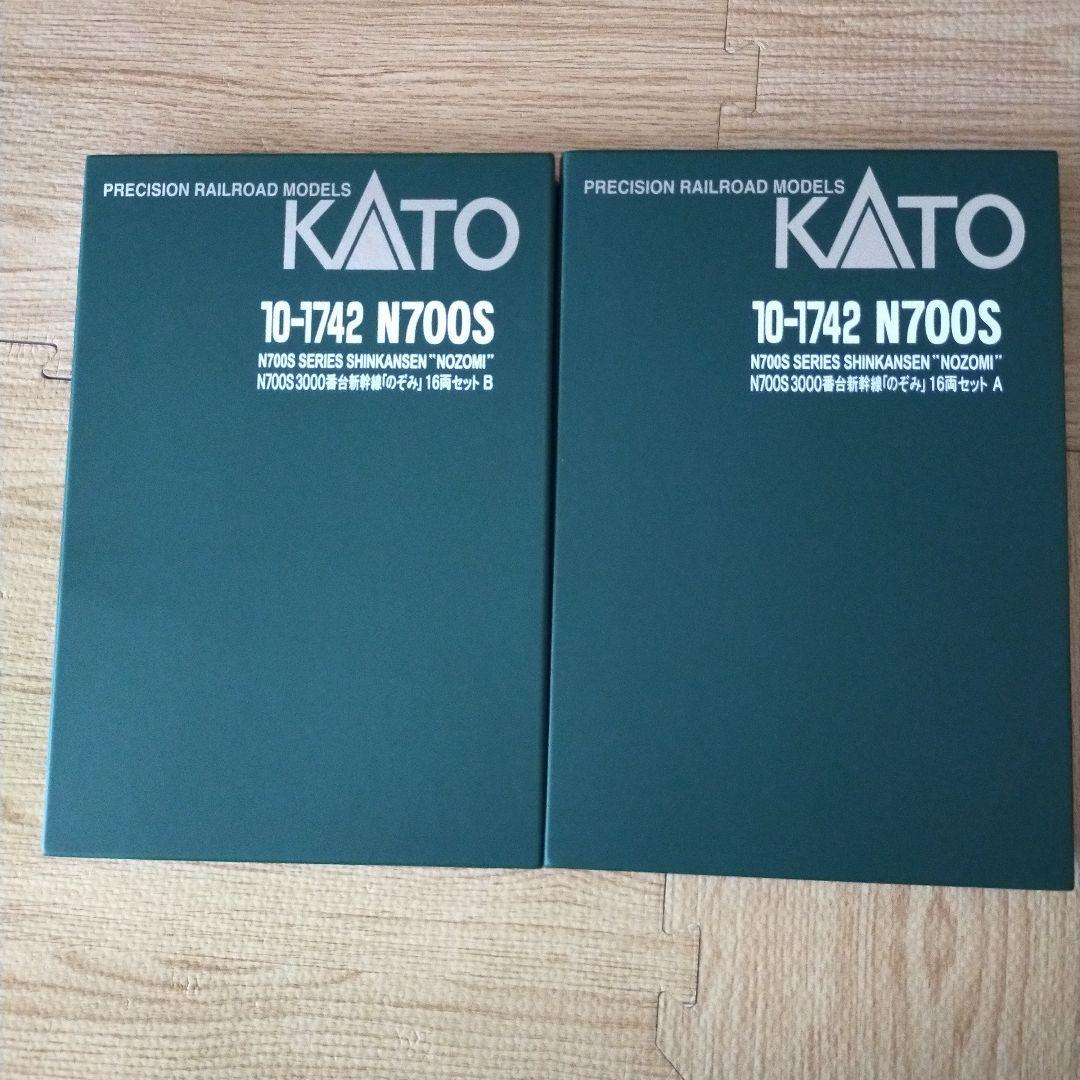 PRECISION RAILROAD MODELS
KATO
10-1742 N700S
N700S SERIES SHINKANSEN "NOZOMI"
N700S 3000番台新幹線「のぞみ」16両セット B
PRECISION RAILROAD MODELS
KATO
10-1742 N700S
N700S SERIES SHINKANSEN "NOZOMI"
N700S 3000番台新幹線「のぞみ」16両セット A